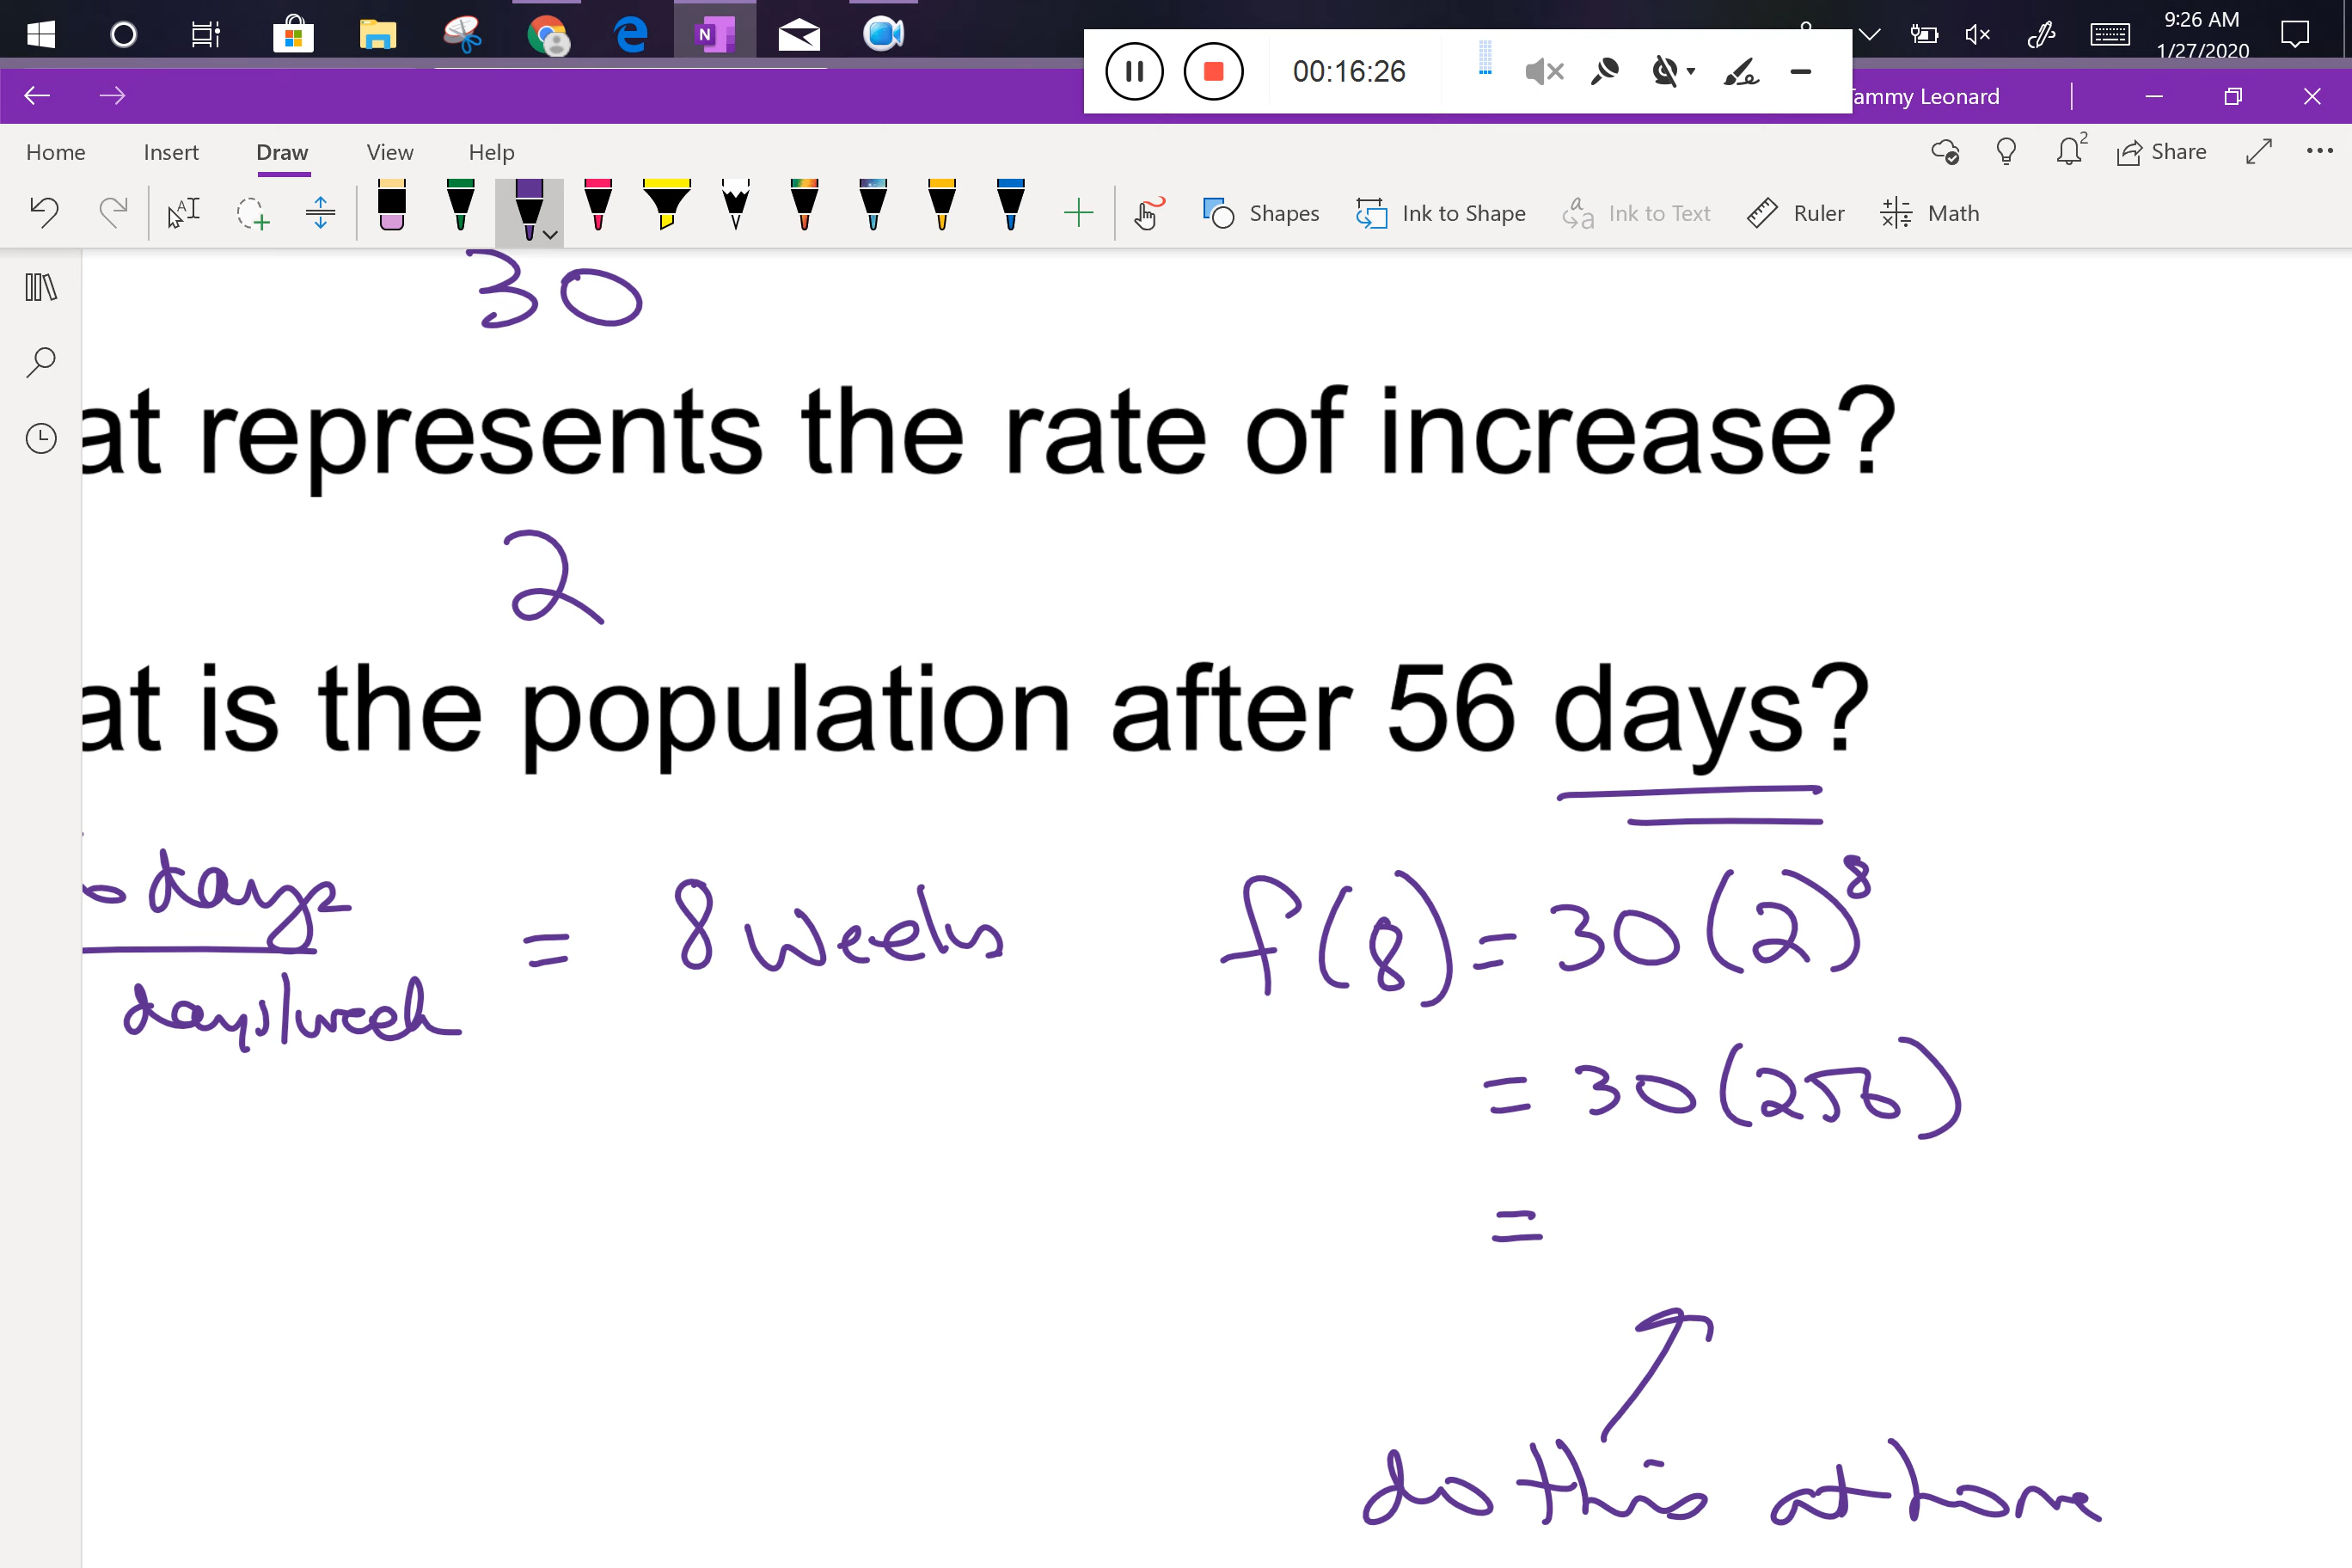 9:26 AM
1/27/2020
00:16:26
ammy Leonard
Home Insert Draw View Help
2
Share
Shapes Ink to Shape Ink to Text Ruler Math
30
at represents the rate of increase?
2
at is the population after 56 days?
days
days/week
= 8 weeks
f(8) = 30(2)^8
= 30(256)
=
do this at home